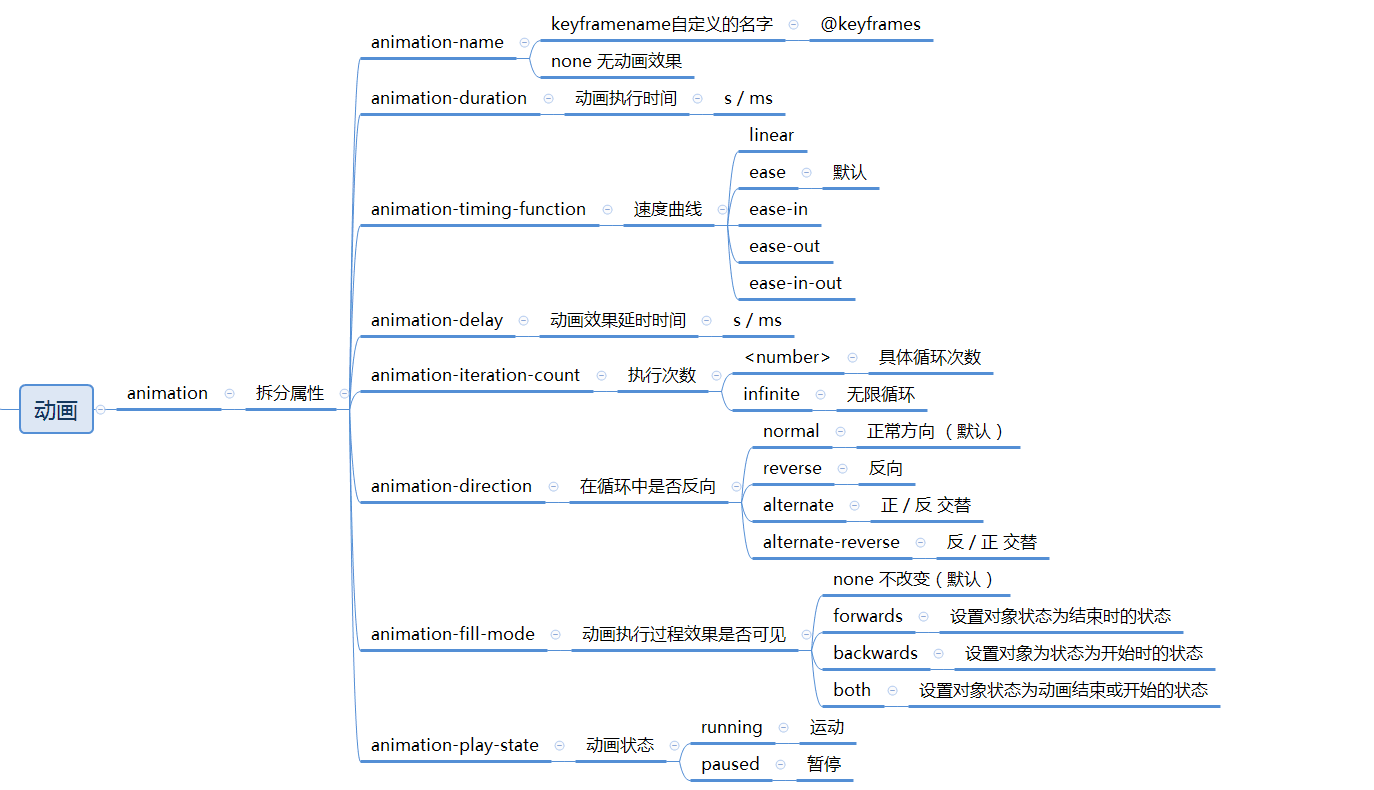 动画
animation
拆分属性
animation-name
keyframename自定义的名字
@keyframes
none 无动画效果
animation-duration
动画执行时间
s / ms
animation-timing-function
速度曲线
linear
ease
默认
ease-in
ease-out
ease-in-out
animation-delay
动画效果延时时间
s / ms
animation-iteration-count
执行次数
<number>
具体循环次数
infinite
无限循环
animation-direction
在循环中是否反向
normal
正常方向（默认）
reverse
反向
alternate
正 / 反 交替
alternate-reverse
反 / 正 交替
animation-fill-mode
动画执行过程效果是否可见
none 不改变（默认）
forwards
设置对象状态为结束时的状态
backwards
设置对象为状态为开始时的状态
both
设置对象状态为动画结束或开始的状态
animation-play-state
动画状态
running
运动
paused
暂停